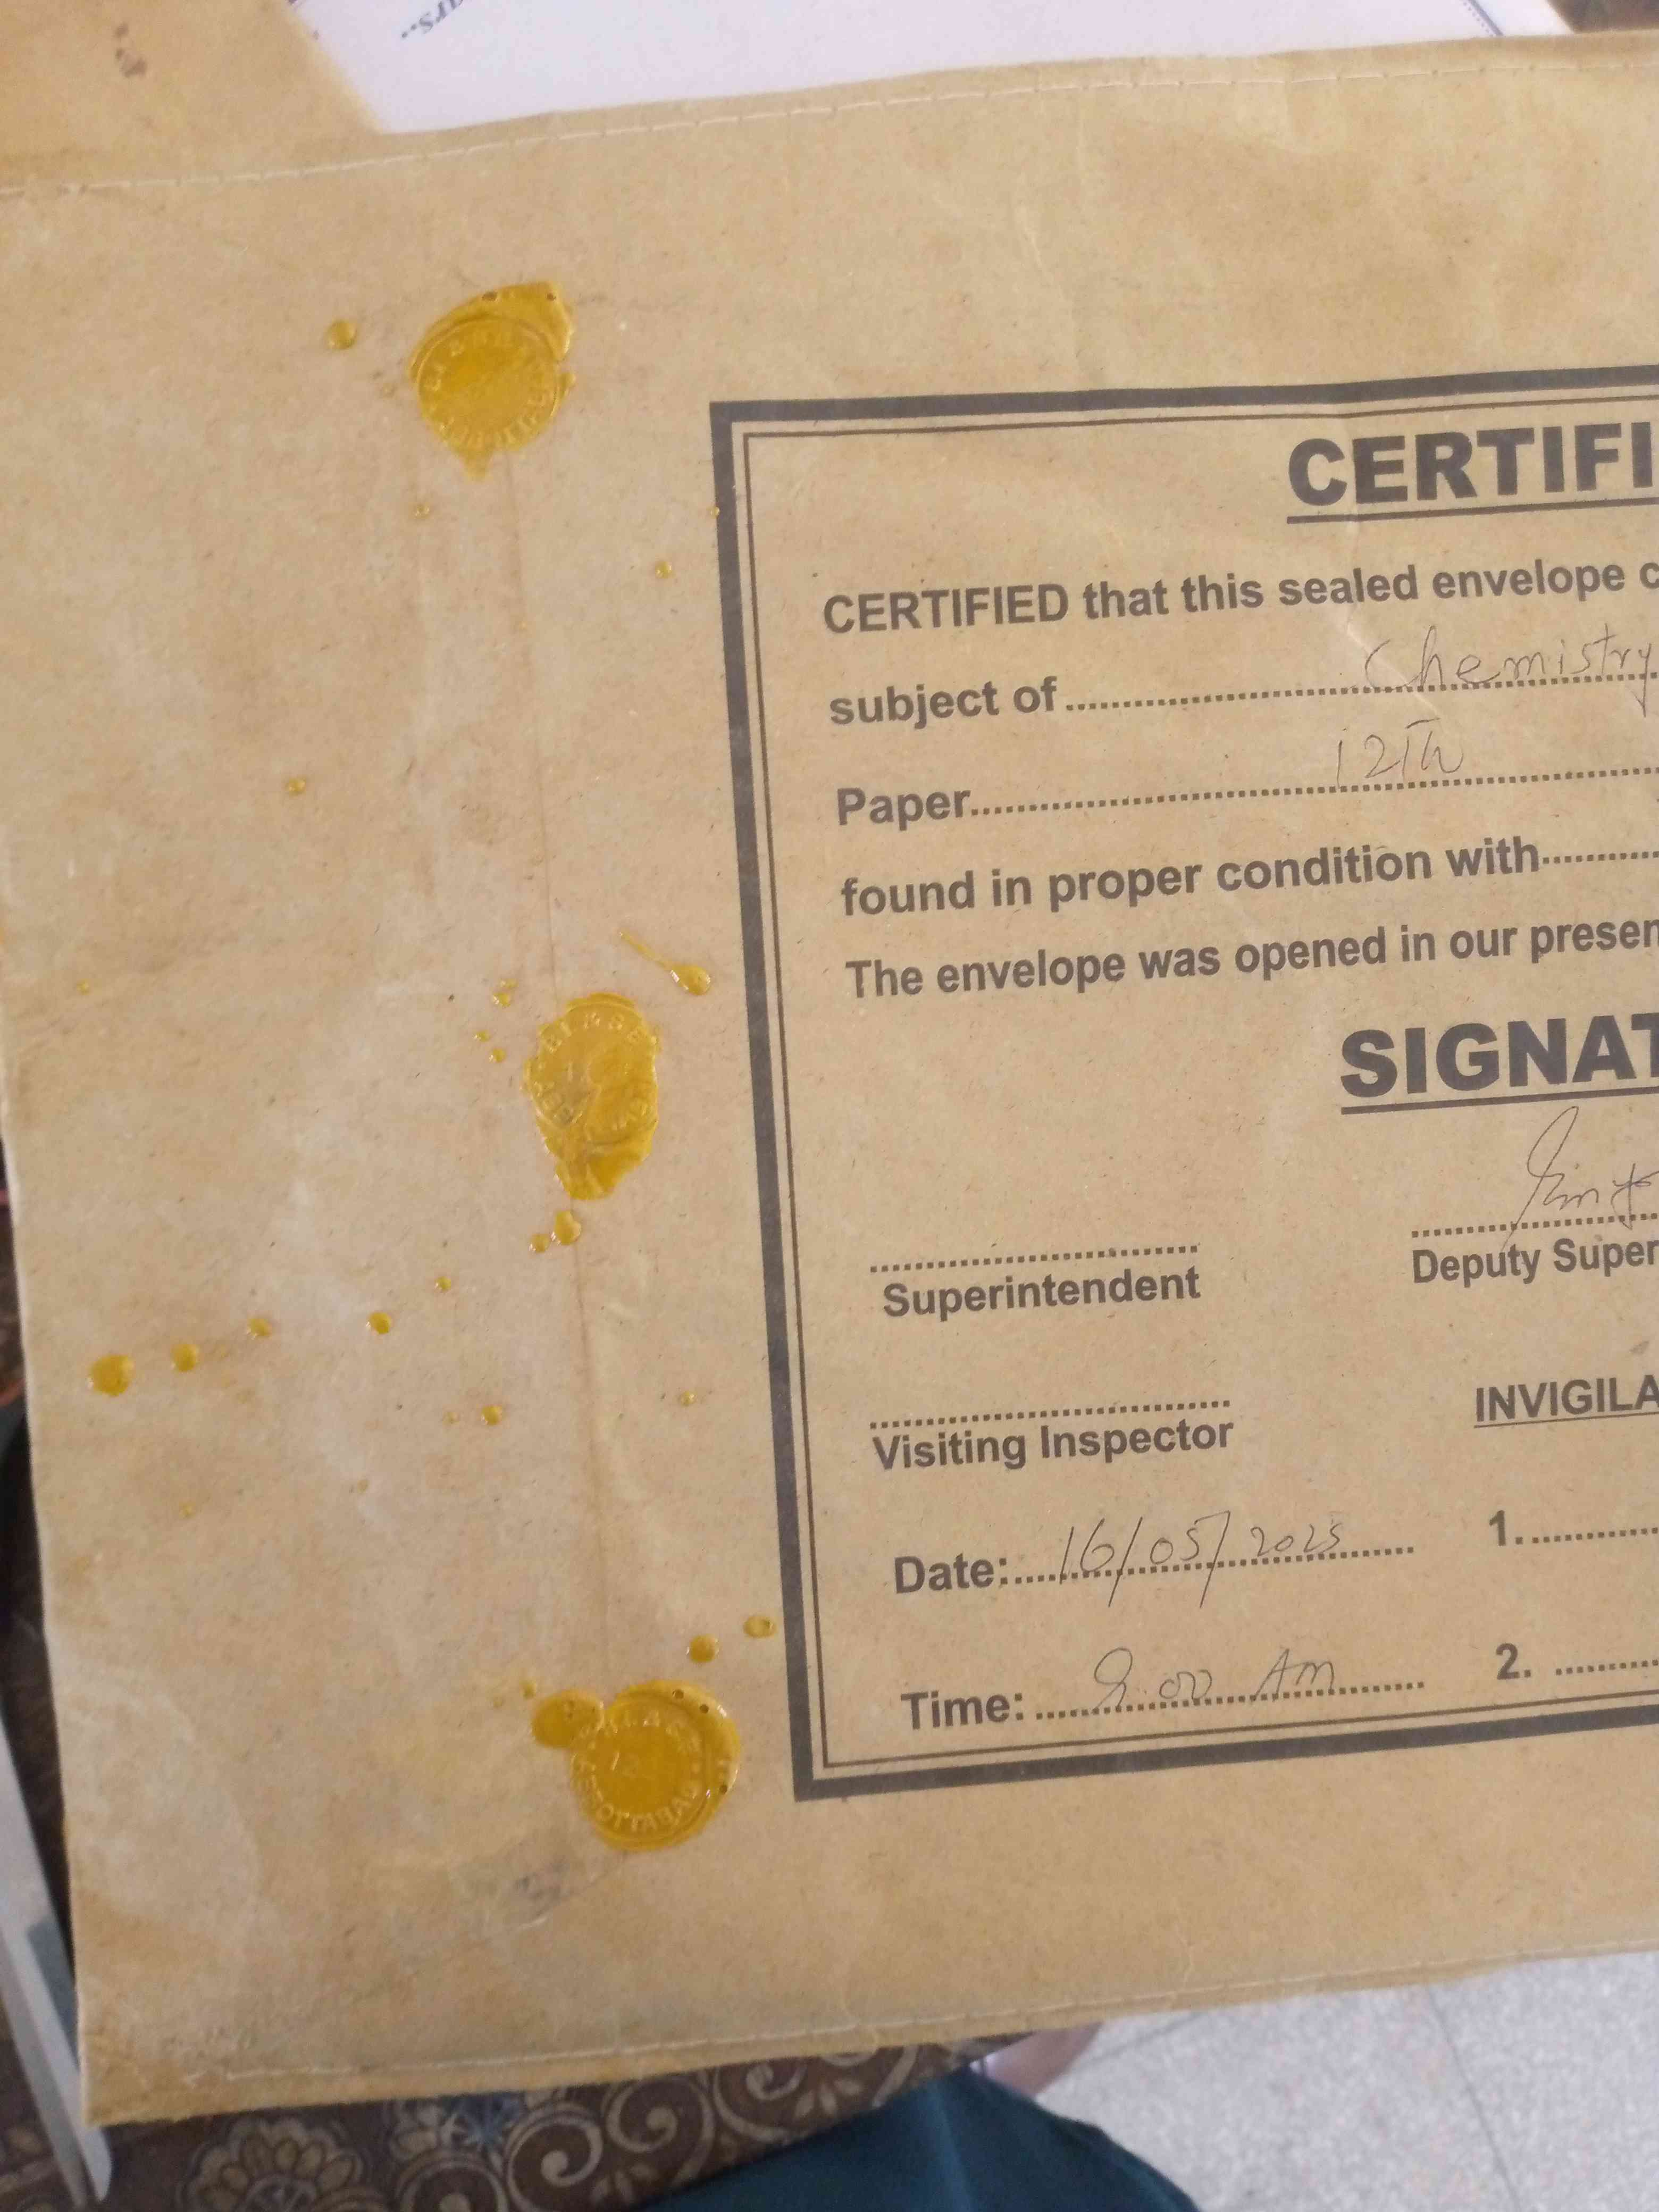 CERTIFI
CERTIFIED that this sealed envelope c
subject of Chemistry
Paper 12th
found in proper condition with
The envelope was opened in our presen
SIGNAT
Superintendent
Deputy Super
Visiting Inspector
INVIGILA
Date: 16/05/2025
1.
Time: 9:00 AM
2.